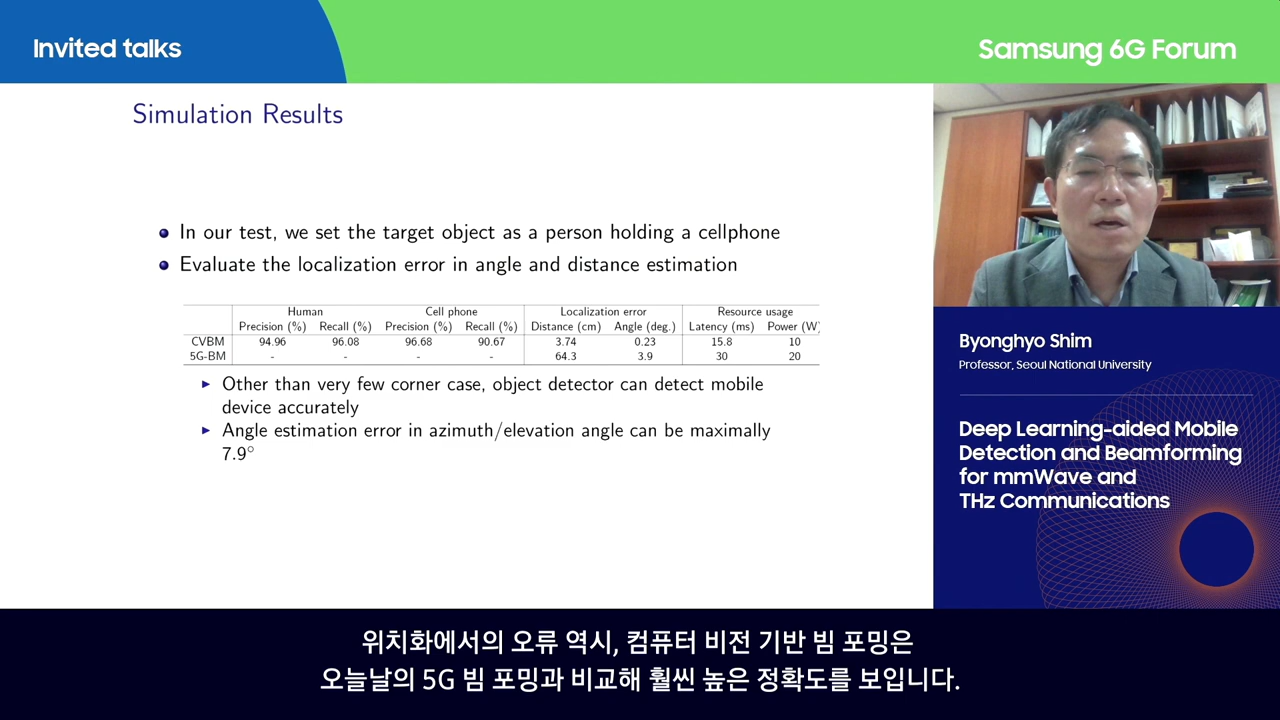 Invited talks
Samsung 6G Forum
Simulation Results
In our test, we set the target object as a person holding a cellphone
Evaluate the localization error in angle and distance estimation
Human Cell phone Localization error Resource usage
Precision (%) Recall (%) Precision (%) Recall (%) Distance (cm) Angle (deg.) Latency (ms) Power (W)
CVBM 94.96 96.08 96.68 90.67 3.74 0.23 15.8 10
5G-BM - - - - 64.3 3.9 30 20
Other than very few corner case, object detector can detect mobile
device accurately
Angle estimation error in azimuth/elevation angle can be maximally
7.9°
Byonghyo Shim
Professor, Seoul National University
Deep Learning-aided Mobile
Detection and Beamforming
for mmWave and
THz Communications
위치화에서의 오류 역시, 컴퓨터 비전 기반 빔 포밍은
오늘날의 5G 빔 포밍과 비교해 훨씬 높은 정확도를 보입니다.